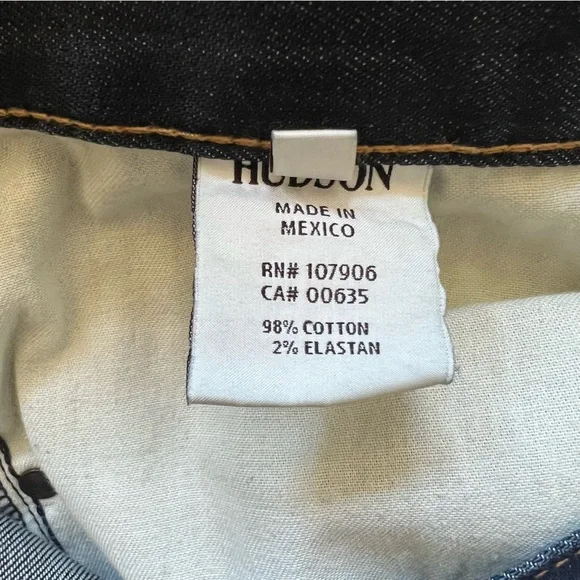 HUDSON
MADE IN
MEXICO
RN# 107906
CA# 00635
98% COTTON
2% ELASTAN